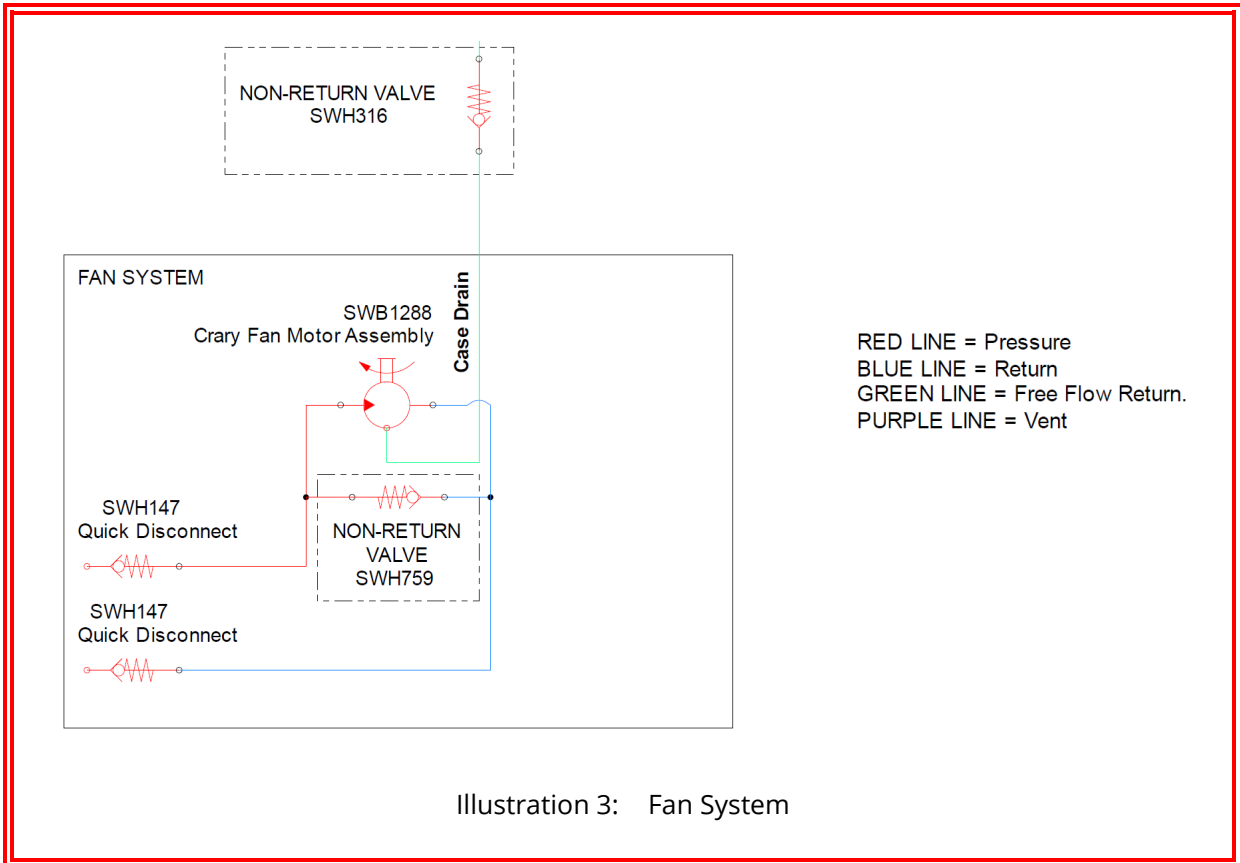 NON-RETURN VALVE
SWH316
FAN SYSTEM
SWB1288
Crary Fan Motor Assembly
Case Drain
RED LINE = Pressure
BLUE LINE = Return
GREEN LINE = Free Flow Return.
PURPLE LINE = Vent
SWH147
Quick Disconnect
NON-RETURN
VALVE
SWH759
SWH147
Quick Disconnect
Illustration 3: Fan System